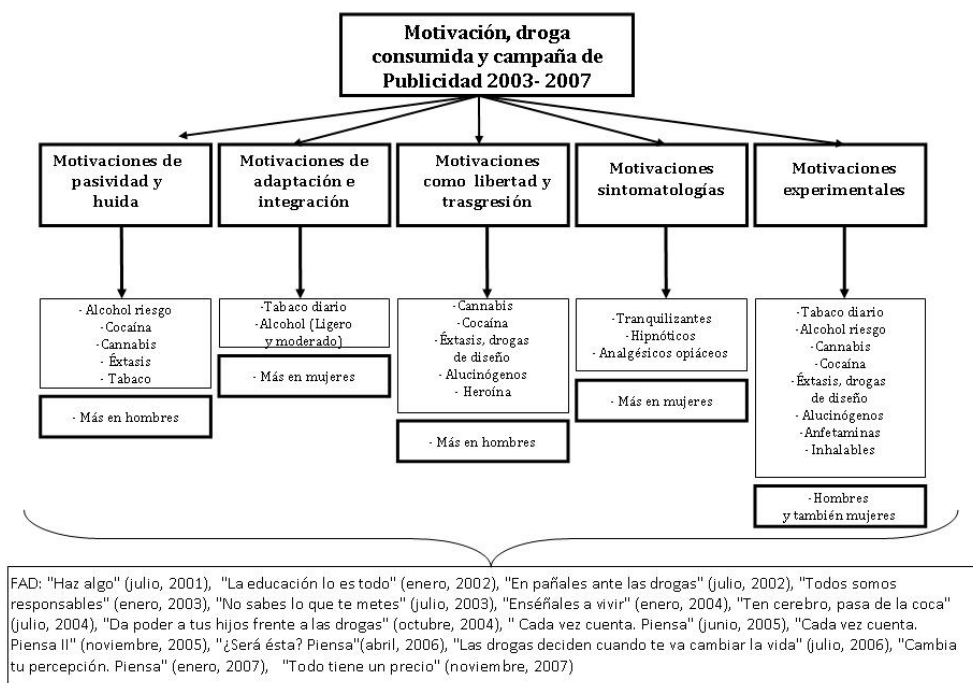 Motivación, droga
consumida y campaña de
Publicidad 2003- 2007
Motivaciones de
pasividad y
huida
Motivaciones de
adaptación e
integración
Motivaciones
como libertad y
trasgresión
Motivaciones
sintomatologías
Motivaciones
experimentales
- Alcohol riesgo
- Cocaína
- Cannabis
- Éxtasis
- Tabaco
- Más en hombres
-Tabaco diario
- Alcohol (Ligero
y moderado)
- Más en mujeres
-Cannabis
- Cocaína
-Éxtasis, drogas
de diseño
- Alucinógenos
- Heroína
- Más en hombres
-Tranquilizantes
- Hipnóticos
- Analgésicos opiáceos
- Más en mujeres
- Tabaco diario
- Alcohol riesgo
- Cannabis
- Cocaína
-Éxtasis, drogas
de diseño
- Alucinógenos
-Anfetaminas
- Inhalables
-Hombres
y también mujeres
FAD: "Haz algo" (julio, 2001), "La educación lo es todo" (enero, 2002), "En pañales ante las drogas" (julio, 2002), "Todos somos
responsables" (enero, 2003), "No sabes lo que te metes" (julio, 2003), "Enséñales a vivir" (enero, 2004), "Ten cerebro, pasa de la coca"
(julio, 2004), "Da poder a tus hijos frente a las drogas" (octubre, 2004), " Cada vez cuenta. Piensa" (junio, 2005), "Cada vez cuenta.
Piensa II" (noviembre, 2005), "¿Será ésta? Piensa"(abril, 2006), "Las drogas deciden cuando te va cambiar la vida" (julio, 2006), "Cambia
tu percepción. Piensa" (enero, 2007), "Todo tiene un precio" (noviembre, 2007)